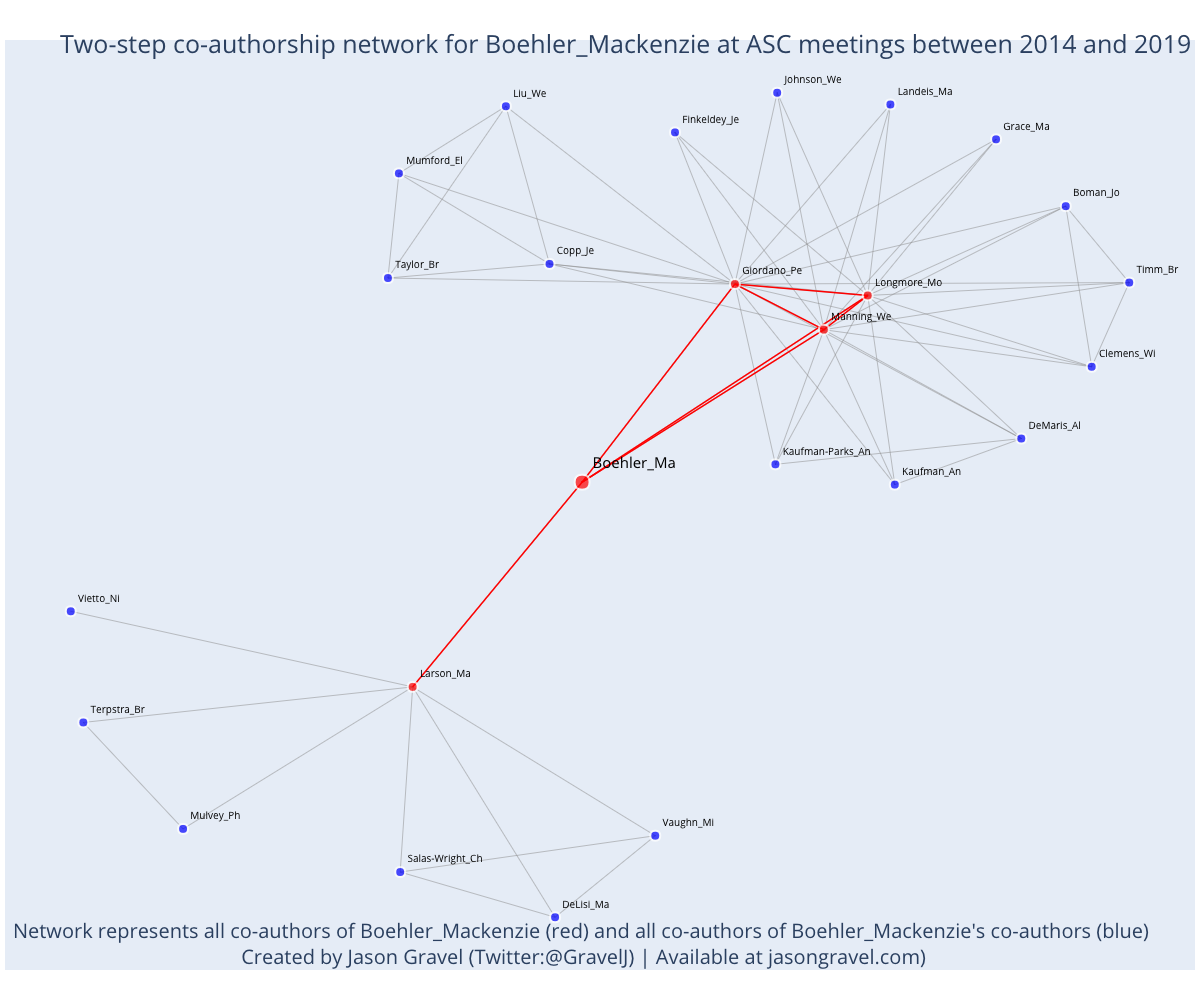 Two-step co-authorship network for Boehler_Mackenzie at ASC meetings between 2014 and 2019
Johnson_We
Liu_We
Landeis_Ma
Finkeldey_Je
Grace_Ma
Mumford_El
Boman_Jo
Copp_Je
Taylor_Br
Giordano_Pe
Timm_Br
Longmore_Mo
Manning_We
Clemens_Wi
DeMaris_Al
Kaufman-Parks_An
Boehler_Ma
Kaufman_An
Vietto_Ni
Larson_Ma
Terpstra_Br
Mulvey_Ph
Vaughn_Mi
Salas-Wright_Ch
DeLisi_Ma
Network represents all co-authors of Boehler_Mackenzie (red) and all co-authors of Boehler_Mackenzie's co-authors (blue)
Created by Jason Gravel (Twitter:@GravelJ) | Available at jasongravel.com)